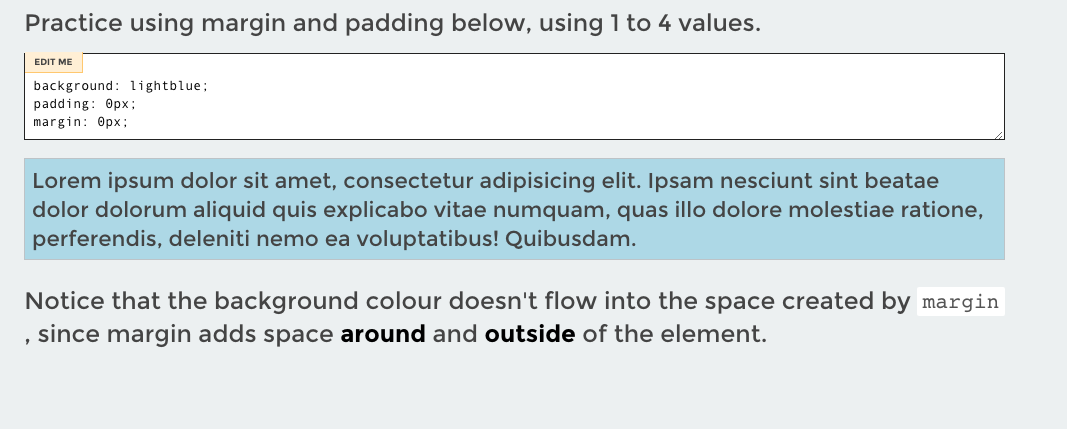 Practice using margin and padding below, using 1 to 4 values.
EDIT ME
background: lightblue;
padding: 0px;
margin: 0px;
Lorem ipsum dolor sit amet, consectetur adipisicing elit. Ipsam nesciunt sint beatae
dolor dolorum aliquid quis explicabo vitae numquam, quas illo dolore molestiae ratione,
perferendis, deleniti nemo ea voluptatibus! Quibusdam.
Notice that the background colour doesn't flow into the space created by margin
, since margin adds space around and outside of the element.